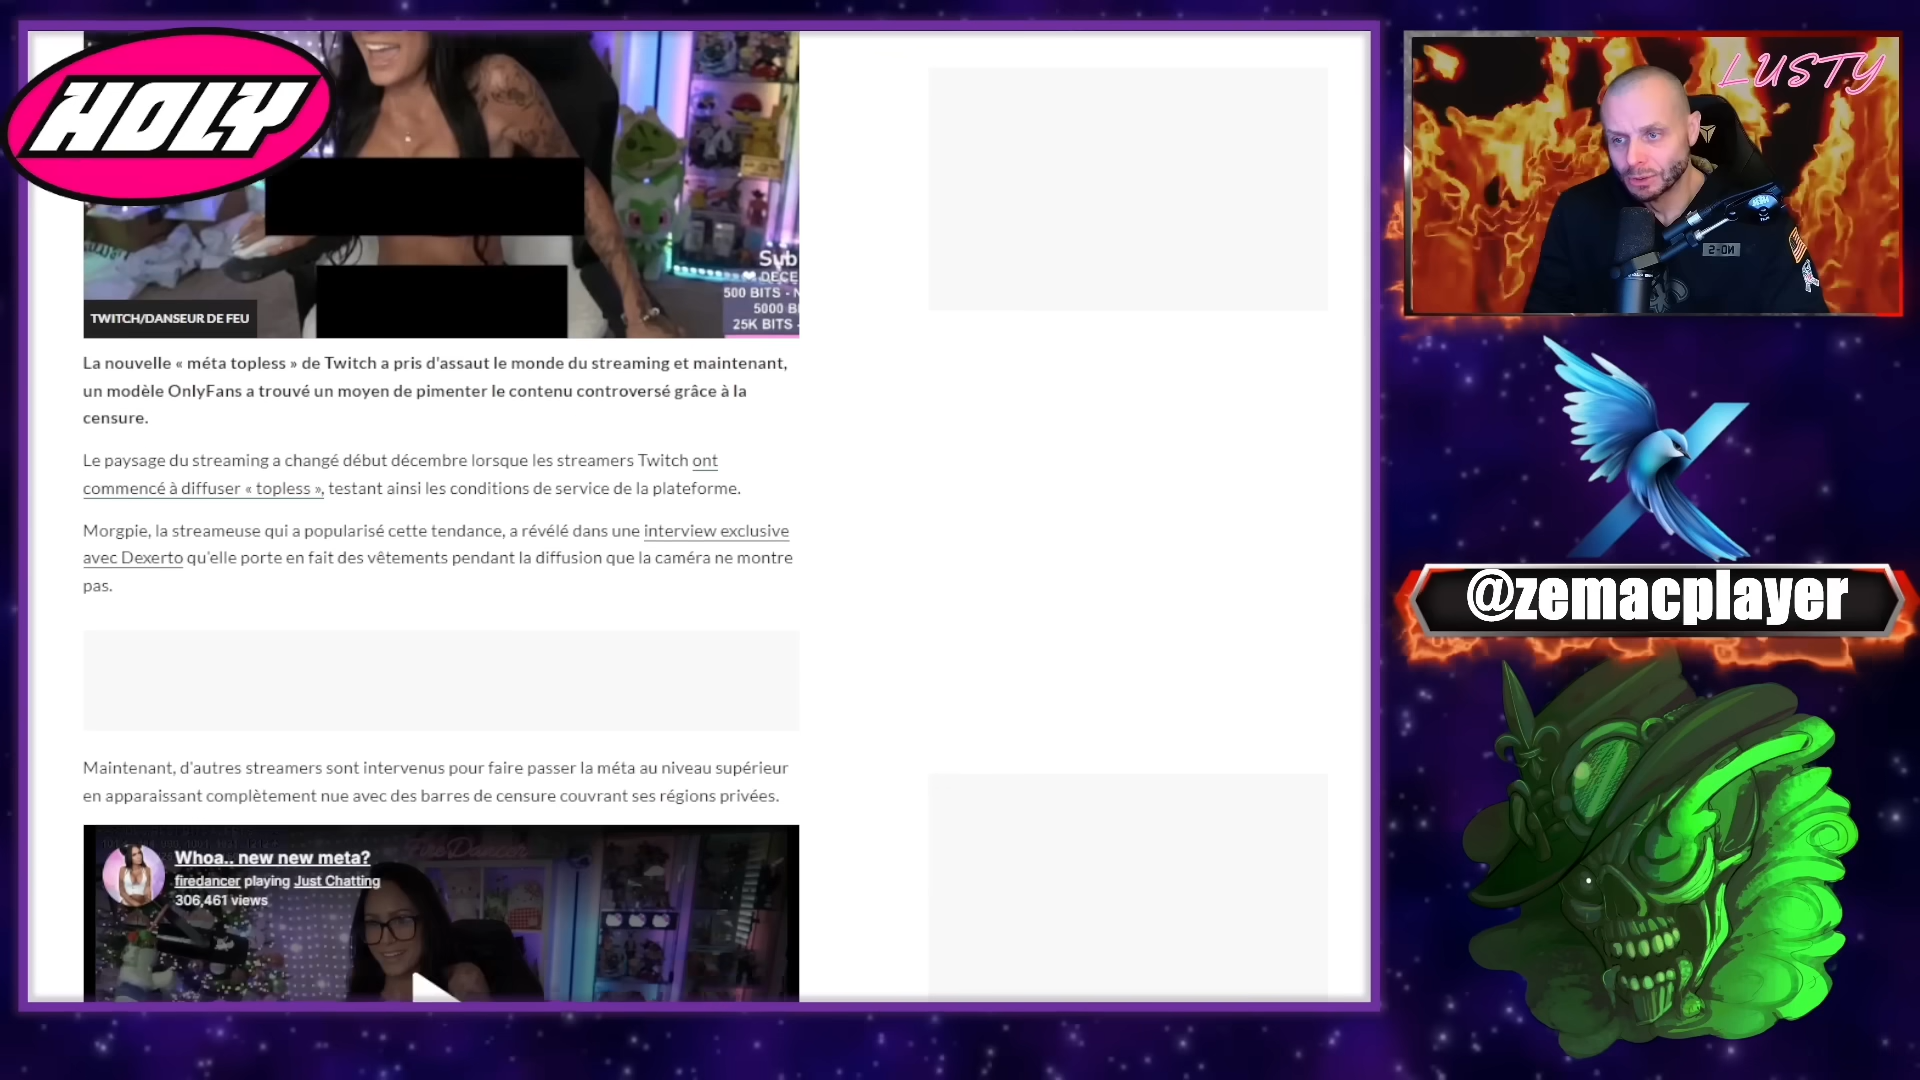 HOLY
TWITCH/DANSEUR DE FEU
Sub
❤ DECE
500 BITS - N
5000 BI
25K BITS -
La nouvelle « méta topless » de Twitch a pris d'assaut le monde du streaming et maintenant,
un modèle OnlyFans a trouvé un moyen de pimenter le contenu controversé grâce à la
censure.
Le paysage du streaming a changé début décembre lorsque les streamers Twitch ont
commencé à diffuser « topless », testant ainsi les conditions de service de la plateforme.
Morgpie, la streameuse qui a popularisé cette tendance, a révélé dans une interview exclusive
avec Dexerto qu'elle porte en fait des vêtements pendant la diffusion que la caméra ne montre
pas.
Maintenant, d'autres streamers sont intervenus pour faire passer la méta au niveau supérieur
en apparaissant complètement nue avec des barres de censure couvrant ses régions privées.
Whoa.. new new meta?
firedancer playing Just Chatting
306,461 views
FireDancer
LUSTY
@zemacplayer